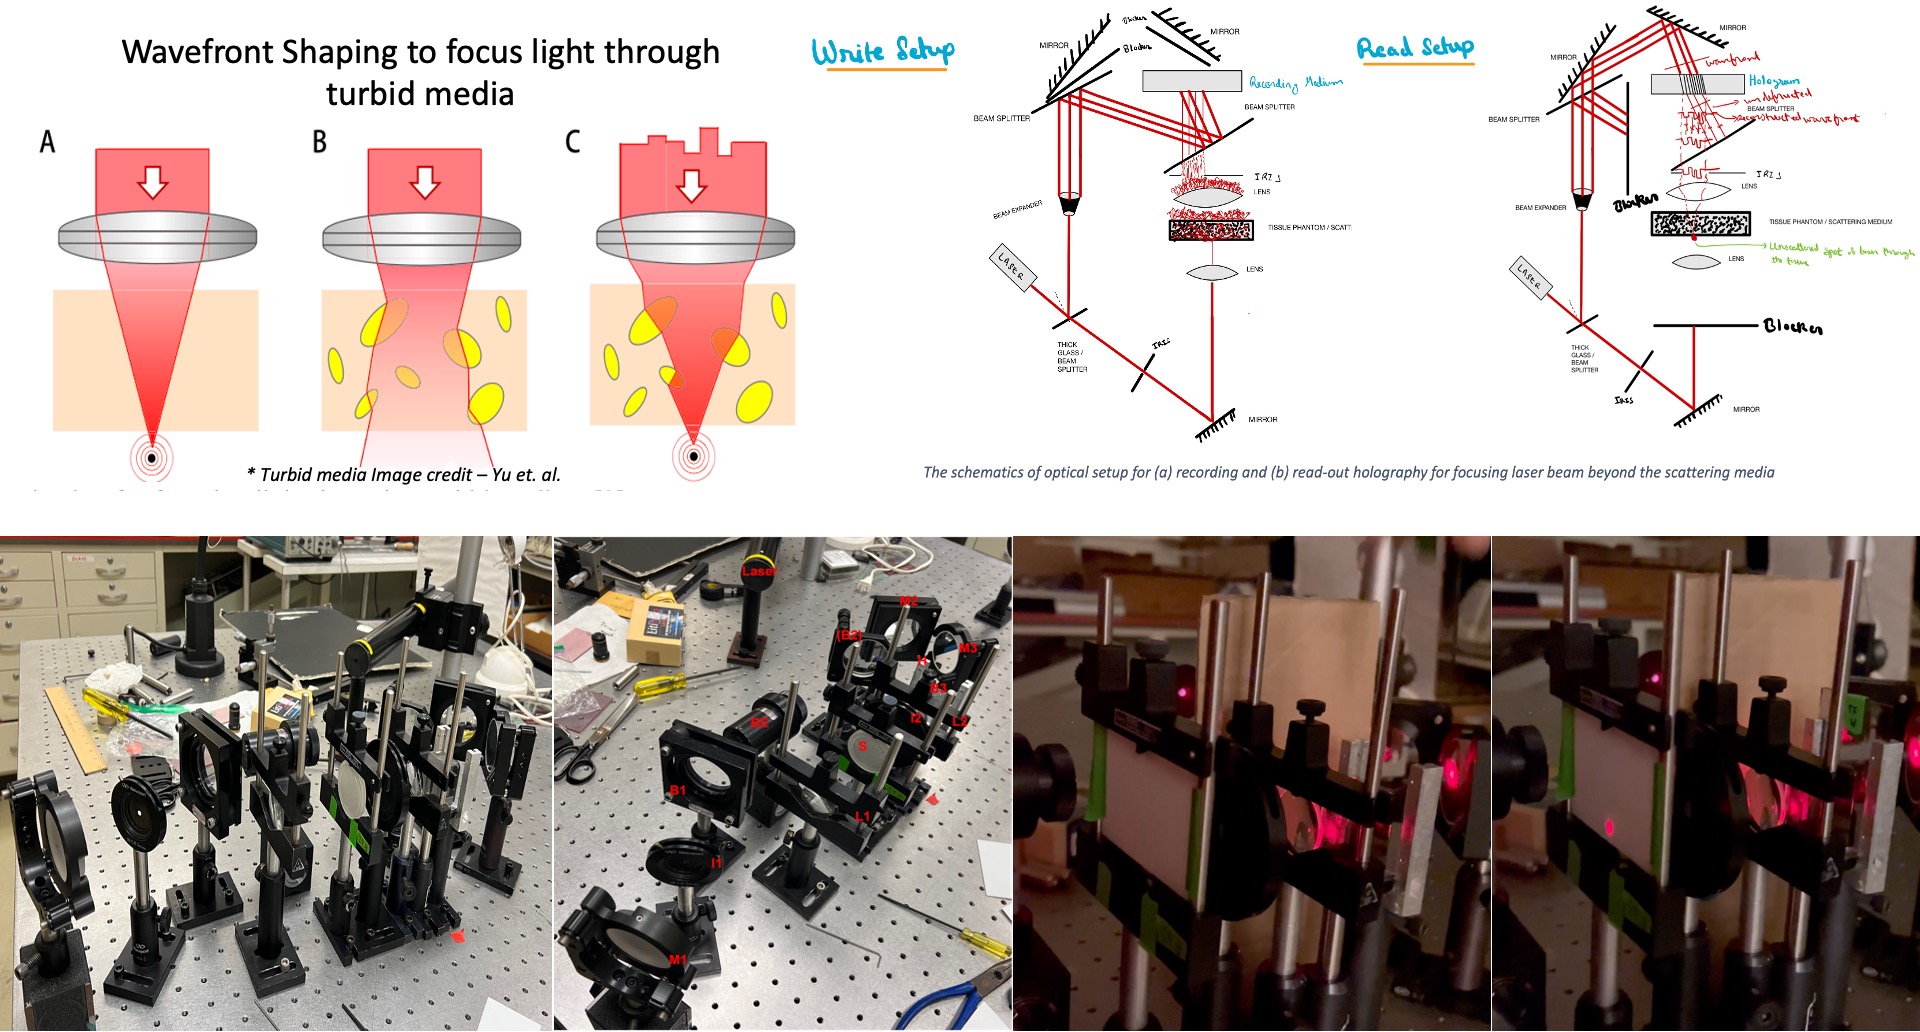 Wavefront Shaping to focus light through
turbid media
A
B
C
* Turbid media Image credit – Yu et. al.
Write Setup
MIRROR
Blocker
Blocker
MIRROR
Recording Medium
BEAM SPLITTER
BEAM SPLITTER
IRIS
LENS
BEAM EXPANDER
TISSUE PHANTOM / SCATT
LASER
LENS
THICK
GLASS /
BEAM
SPLITTER
IRIS
MIRROR
Read Setup
MIRROR
MIRROR
wavefront
Hologram
undiffracted
BEAM SPLITTER
reconstructed wavefront
BEAM SPLITTER
IRIS
LENS
Blocker
BEAM EXPANDER
TISSUE PHANTOM / SCATTERING MEDIUM
Unscattered spot of laser through
the tissue
LENS
LASER
Blocker
THICK
GLASS /
BEAM
SPLITTER
IRIS
MIRROR
The schematics of optical setup for (a) recording and (b) read-out holography for focusing laser beam beyond the scattering media
Laser
M2
(B2)
M3
I1
B3
I2
L2
S
B1
L1
I1
M1